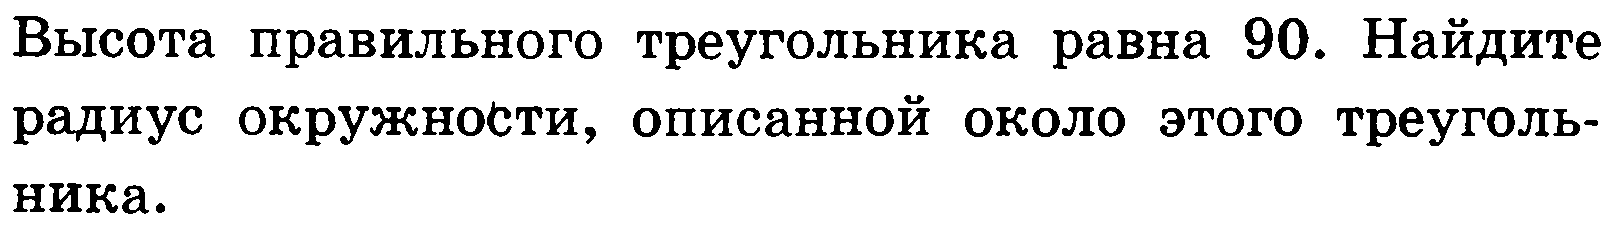 Высота правильного треугольника равна 90. Найдите
радиус окружности, описанной около этого треуголь-
ника.